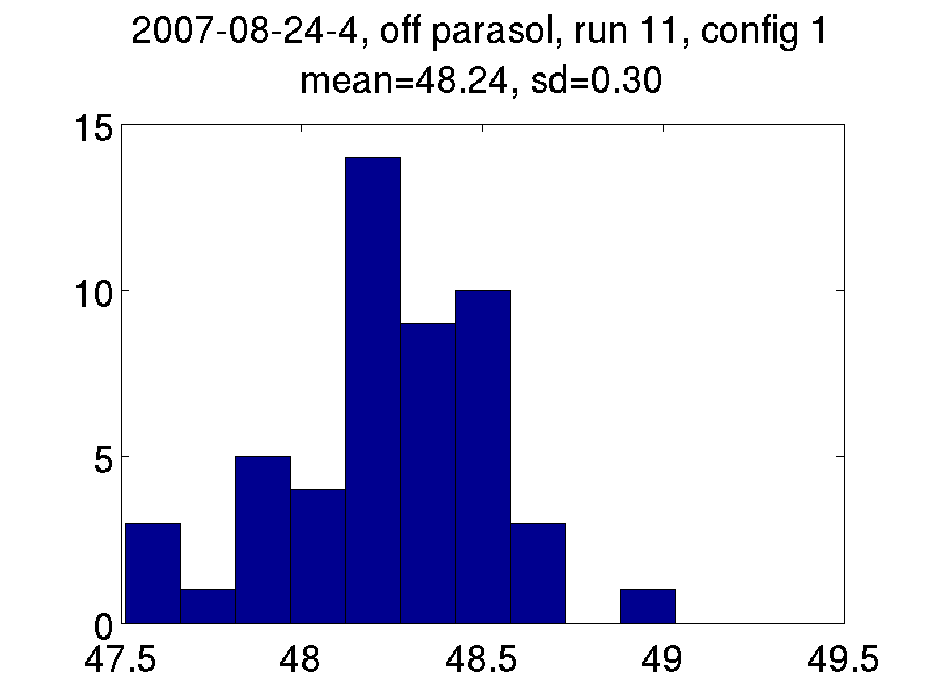 2007-08-24-4, off parasol, run 11, config 1
mean=48.24, sd=0.30
15
10
5
0
47.5 48 48.5 49 49.5